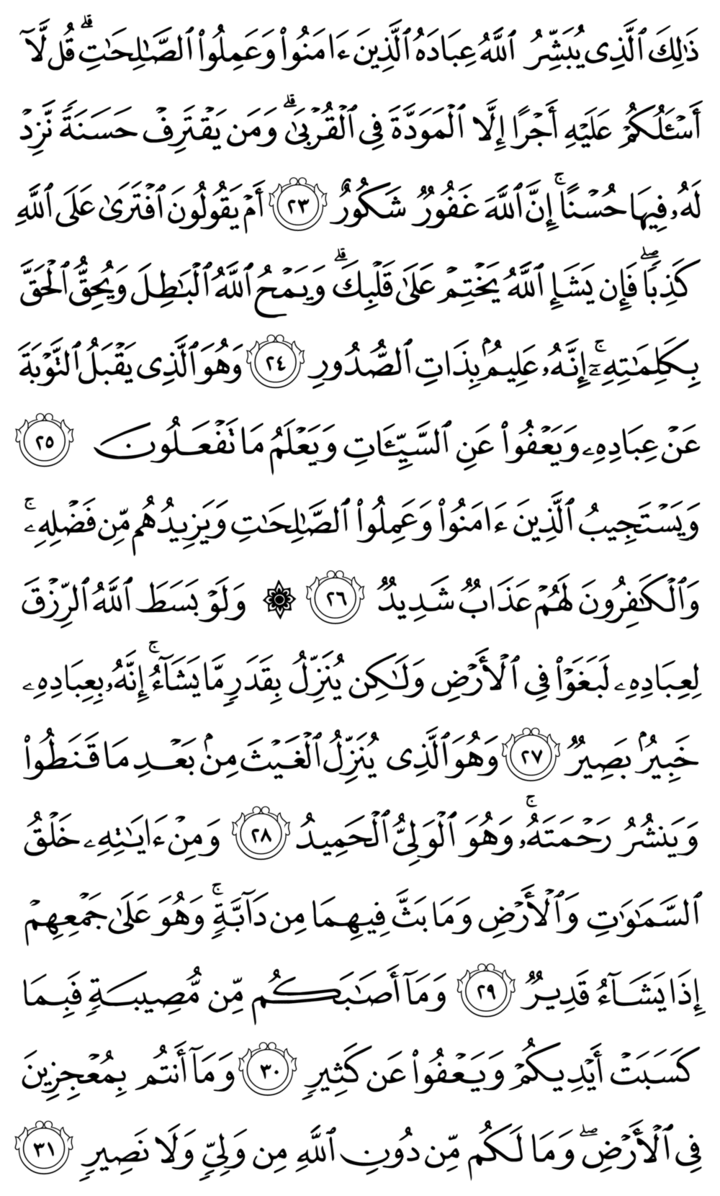 ذَٰلِكَ ٱلَّذِى يُبَشِّرُ ٱللَّهُ عِبَادَهُ ٱلَّذِينَ ءَامَنُوا۟ وَعَمِلُوا۟ ٱلصَّٰلِحَٰتِ ۗ قُل لَّآ
أَسْـَٔلُكُمْ عَلَيْهِ أَجْرًا إِلَّا ٱلْمَوَدَّةَ فِى ٱلْقُرْبَىٰ ۗ وَمَن يَقْتَرِفْ حَسَنَةً نَّزِدْ
لَهُۥ فِيهَا حُسْنًا ۚ إِنَّ ٱللَّهَ غَفُورٌ شَكُورٌ ٢٣ أَمْ يَقُولُونَ ٱفْتَرَىٰ عَلَى ٱللَّهِ
كَذِبًا ۖ فَإِن يَشَإِ ٱللَّهُ يَخْتِمْ عَلَىٰ قَلْبِكَ ۗ وَيَمْحُ ٱللَّهُ ٱلْبَٰطِلَ وَيُحِقُّ ٱلْحَقَّ
بِكَلِمَٰتِهِۦٓ ۚ إِنَّهُۥ عَلِيمٌۢ بِذَاتِ ٱلصُّدُورِ ٢٤ وَهُوَ ٱلَّذِى يَقْبَلُ ٱلتَّوْبَةَ
عَنْ عِبَادِهِۦ وَيَعْفُوا۟ عَنِ ٱلسَّيِّـَٔاتِ وَيَعْلَمُ مَا تَفْعَلُونَ ٢٥
وَيَسْتَجِيبُ ٱلَّذِينَ ءَامَنُوا۟ وَعَمِلُوا۟ ٱلصَّٰلِحَٰتِ وَيَزِيدُهُم مِّن فَضْلِهِۦ ۚ
وَٱلْكَٰفِرُونَ لَهُمْ عَذَابٌ شَدِيدٌ ٢٦ ۞ وَلَوْ بَسَطَ ٱللَّهُ ٱلرِّزْقَ
لِعِبَادِهِۦ لَبَغَوْا۟ فِى ٱلْأَرْضِ وَلَٰكِن يُنَزِّلُ بِقَدَرٍ مَّا يَشَآءُ ۚ إِنَّهُۥ بِعِبَادِهِۦ
خَبِيرٌۢ بَصِيرٌ ٢٧ وَهُوَ ٱلَّذِى يُنَزِّلُ ٱلْغَيْثَ مِنۢ بَعْدِ مَا قَنَطُوا۟
وَيَنشُرُ رَحْمَتَهُۥ ۚ وَهُوَ ٱلْوَلِىُّ ٱلْحَمِيدُ ٢٨ وَمِنْ ءَايَٰتِهِۦ خَلْقُ
ٱلسَّمَٰوَٰتِ وَٱلْأَرْضِ وَمَا بَثَّ فِيهِمَا مِن دَآبَّةٍ ۚ وَهُوَ عَلَىٰ جَمْعِهِمْ
إِذَا يَشَآءُ قَدِيرٌ ٢٩ وَمَآ أَصَٰبَكُم مِّن مُّصِيبَةٍ فَبِمَا
كَسَبَتْ أَيْدِيكُمْ وَيَعْفُوا۟ عَن كَثِيرٍ ٣٠ وَمَآ أَنتُم بِمُعْجِزِينَ
فِى ٱلْأَرْضِ ۖ وَمَا لَكُم مِّن دُونِ ٱللَّهِ مِن وَلِىٍّ وَلَا نَصِيرٍ ٣١